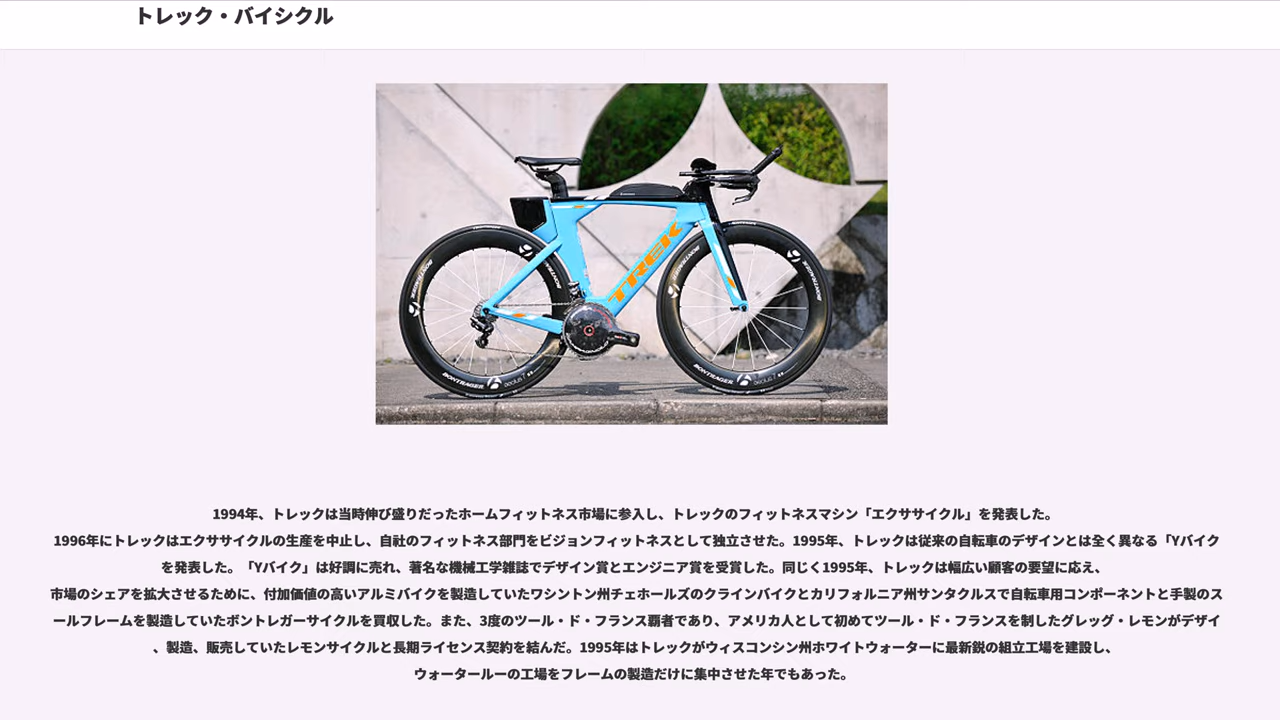 トレック・バイシクル
TREK
BONTRAGER
BONTRAGER
BONTRAGER aeolus 7
BONTRAGER
BONTRAGER
BONTRAGER aeolus 7
1994年、トレックは当時伸び盛りだったホームフィットネス市場に参入し、トレックのフィットネスマシン「エクササイクル」を発表した。
1996年にトレックはエクササイクルの生産を中止し、自社のフィットネス部門をビジョンフィットネスとして独立させた。1995年、トレックは従来の自転車のデザインとは全く異なる「Yバイク
を発表した。「Yバイク」は好調に売れ、著名な機械工学雑誌でデザイン賞とエンジニア賞を受賞した。同じく1995年、トレックは幅広い顧客の要望に応え、
市場のシェアを拡大させるために、付加価値の高いアルミバイクを製造していたワシントン州チェホールズのクラインバイクとカリフォルニア州サンタクルスで自転車用コンポーネントと手製のス
ールフレームを製造していたボントレガーサイクルを買収した。また、3度のツール・ド・フランス覇者であり、アメリカ人として初めてツール・ド・フランスを制したグレッグ・レモンがデザイ
、製造、販売していたレモンサイクルと長期ライセンス契約を結んだ。1995年はトレックがウィスコンシン州ホワイトウォーターに最新鋭の組立工場を建設し、
ウォータールーの工場をフレームの製造だけに集中させた年でもあった。